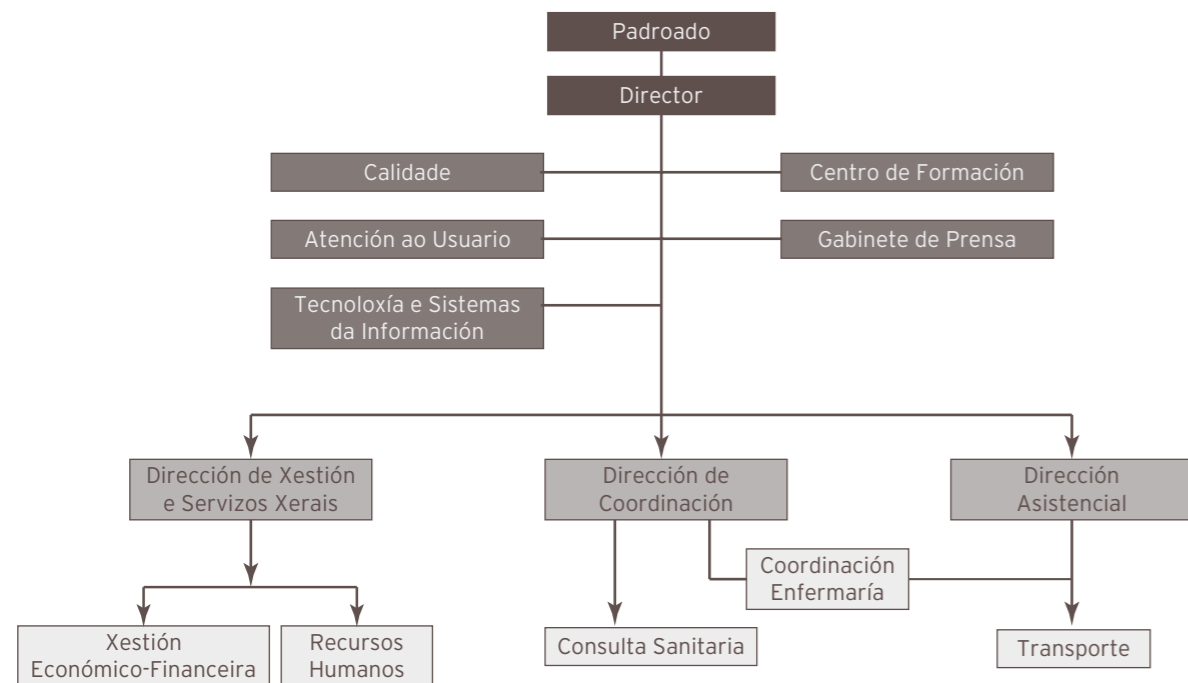 Padroado
Director
Calidade
Centro de Formación
Atención ao Usuario
Gabinete de Prensa
Tecnoloxía e Sistemas
da Información
Dirección de Xestión
e Servizos Xerais
Dirección de
Coordinación
Dirección
Asistencial
Coordinación
Enfermaría
Xestión
Económico-Financeira
Recursos
Humanos
Consulta Sanitaria
Transporte